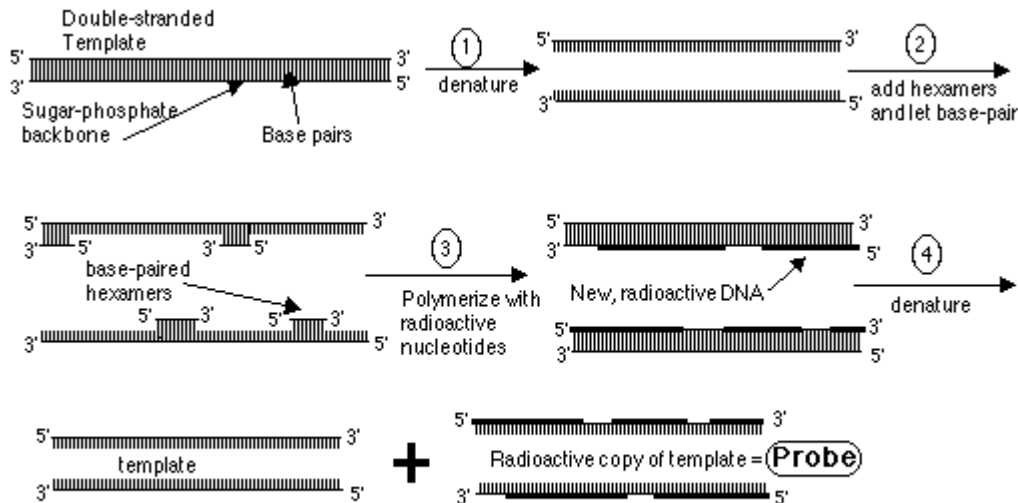 Double-stranded
Template
5' 3'
3' 5'
Sugar-phosphate
backbone
Base pairs
1
denature
5' 3'
3' 5'
2
add hexamers
and let base-pair
5' 3'
3' 5' 3' 5'
base-paired
hexamers
5' 3' 5' 3'
3' 5'
3
Polymerize with
radioactive
nucleotides
5' 3'
3' 5'
New, radioactive DNA
5' 3'
3' 5'
4
denature
5' 3'
template
3' 5'
+
5' 3'
Radioactive copy of template = Probe
3' 5'